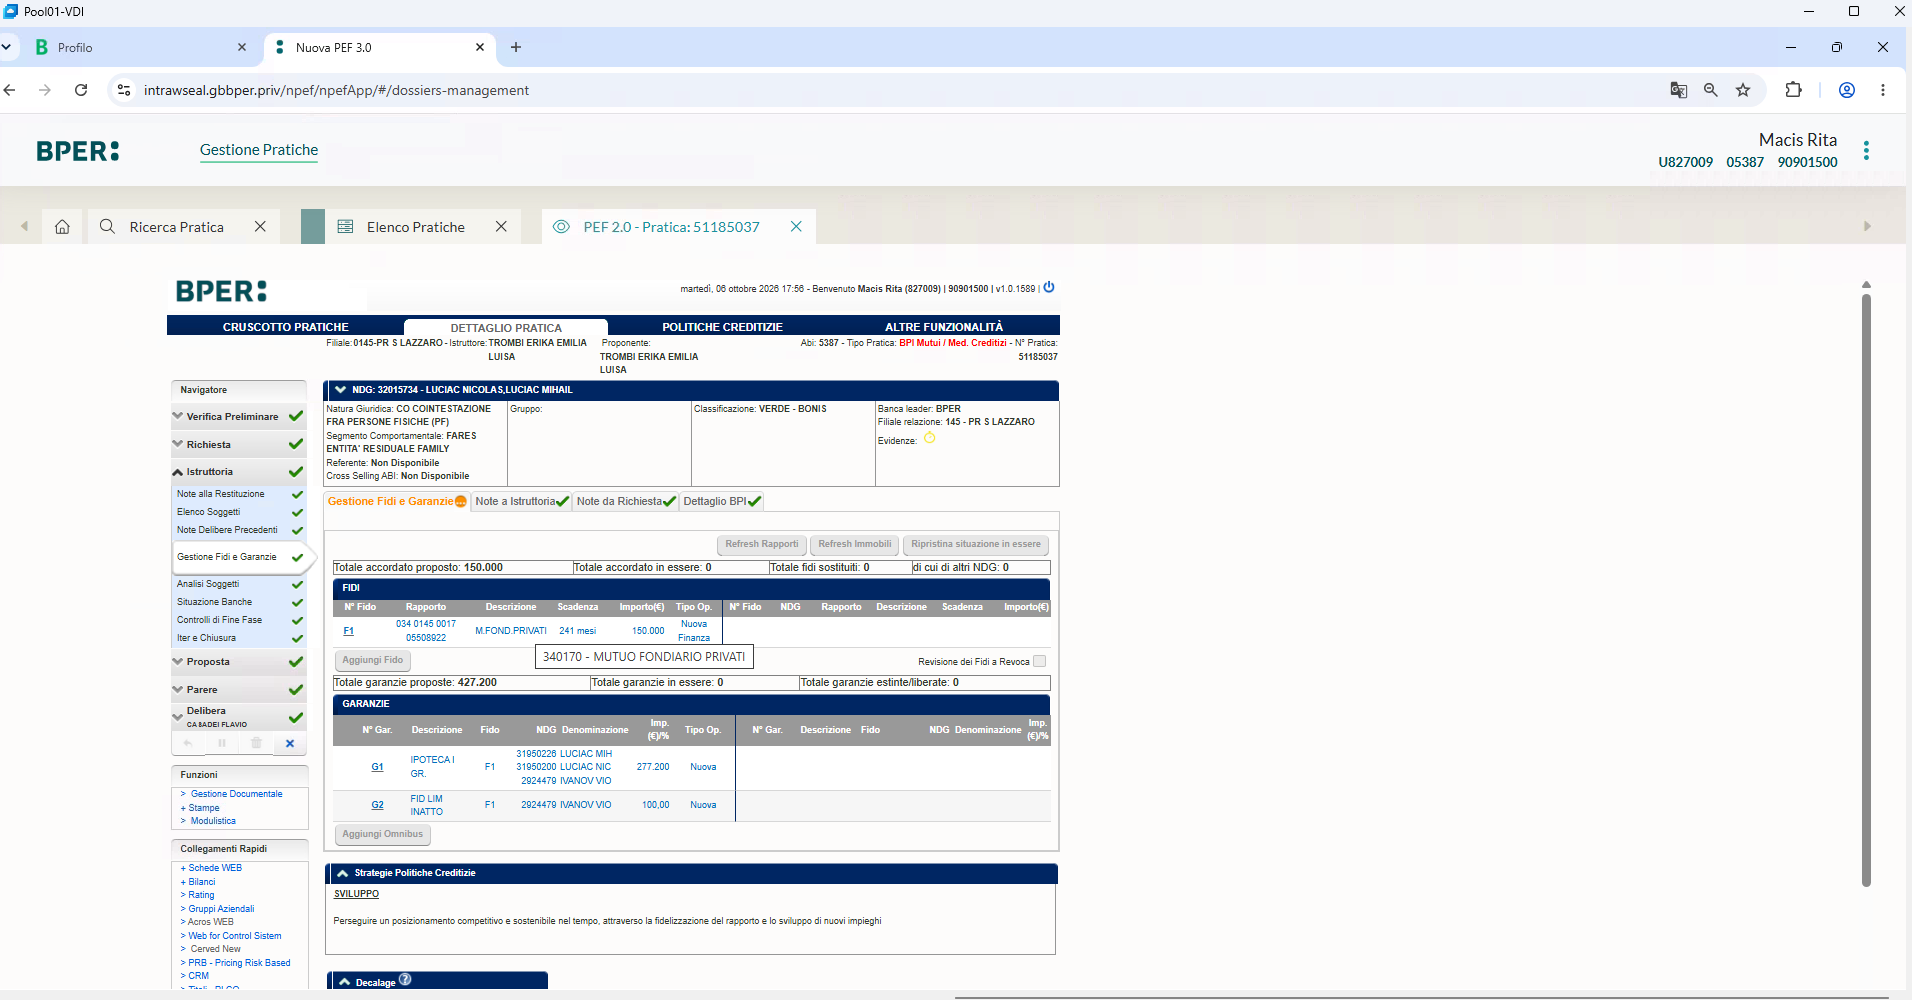 Pool01-VDI
Profilo
Nuova PEF 3.0
intrawseal.gbbper.priv/npef/npefApp/#/dossiers-management
BPER:
Gestione Pratiche
Macis Rita
U827009 05387 90901500
Ricerca Pratica
Elenco Pratiche
PEF 2.0 - Pratica: 51185037
BPER:
martedì, 06 ottobre 2026 17:56 - Benvenuto Macis Rita (827009) | 90901500 | v1.0.1589 |
CRUSCOTTO PRATICHE DETTAGLIO PRATICA POLITICHE CREDITIZIE ALTRE FUNZIONALITÀ
Filiale: 0145-PR S LAZZARO - Istruttore: TROMBI ERIKA EMILIA LUISA
Proponente: TROMBI ERIKA EMILIA LUISA
Abi: 5387 - Tipo Pratica: BPI Mutui / Med. Creditizi - N° Pratica: 51185037
Navigatore
Verifica Preliminare
Richiesta
Istruttoria
Note alla Restituzione
Elenco Soggetti
Note Delibere Precedenti
Gestione Fidi e Garanzie
Analisi Soggetti
Situazione Banche
Controlli di Fine Fase
Iter e Chiusura
Proposta
Parere
Delibera
CASADEI FLAVIO
Funzioni
> Gestione Documentale
+ Stampe
> Modulistica
Collegamenti Rapidi
+ Schede WEB
+ Bilanci
> Rating
> Gruppi Aziendali
> Acros WEB
> Web for Control Sistem
> Cerved New
> PRB - Pricing Risk Based
> CRM
NDG: 32015734 - LUCIAC NICOLAS,LUCIAC MIHAIL
Natura Giuridica: CO COINTESTAZIONE
FRA PERSONE FISICHE (PF)
Segmento Comportamentale: FARES
ENTITA' RESIDUALE FAMILY
Referente: Non Disponibile
Cross Selling ABI: Non Disponibile
Gruppo:
Classificazione: VERDE - BONIS
Banca leader: BPER
Filiale relazione: 145 - PR S LAZZARO
Evidenze:
Gestione Fidi e Garanzie Note a Istruttoria Note da Richiesta Dettaglio BPI
Refresh Rapporti Refresh Immobili Ripristina situazione in essere
Totale accordato proposto: 150.000 Totale accordato in essere: 0 Totale fidi sostituiti: 0 di cui di altri NDG: 0
FIDI
N° Fido Rapporto Descrizione Scadenza Importo(€) Tipo Op. N° Fido NDG Rapporto Descrizione Scadenza Importo(€)
F1 034 0145 0017 05508922 M.FOND.PRIVATI 241 mesi 150.000 Nuova Finanza
340170 - MUTUO FONDIARIO PRIVATI
Aggiungi Fido
Revisione dei Fidi a Revoca
Totale garanzie proposte: 427.200 Totale garanzie in essere: 0 Totale garanzie estinte/liberate: 0
GARANZIE
N° Gar. Descrizione Fido NDG Denominazione Imp. (€)/% Tipo Op. N° Gar. Descrizione Fido NDG Denominazione Imp. (€)/%
G1 IPOTECA I GR. F1 31950226 LUCIAC MIH 31950200 LUCIAC NIC 2924479 IVANOV VIO 277.200 Nuova
G2 FID LIM INATTO F1 2924479 IVANOV VIO 100,00 Nuova
Aggiungi Omnibus
Strategie Politiche Creditizie
SVILUPPO
Perseguire un posizionamento competitivo e sostenibile nel tempo, attraverso la fidelizzazione del rapporto e lo sviluppo di nuovi impieghi
Decalage